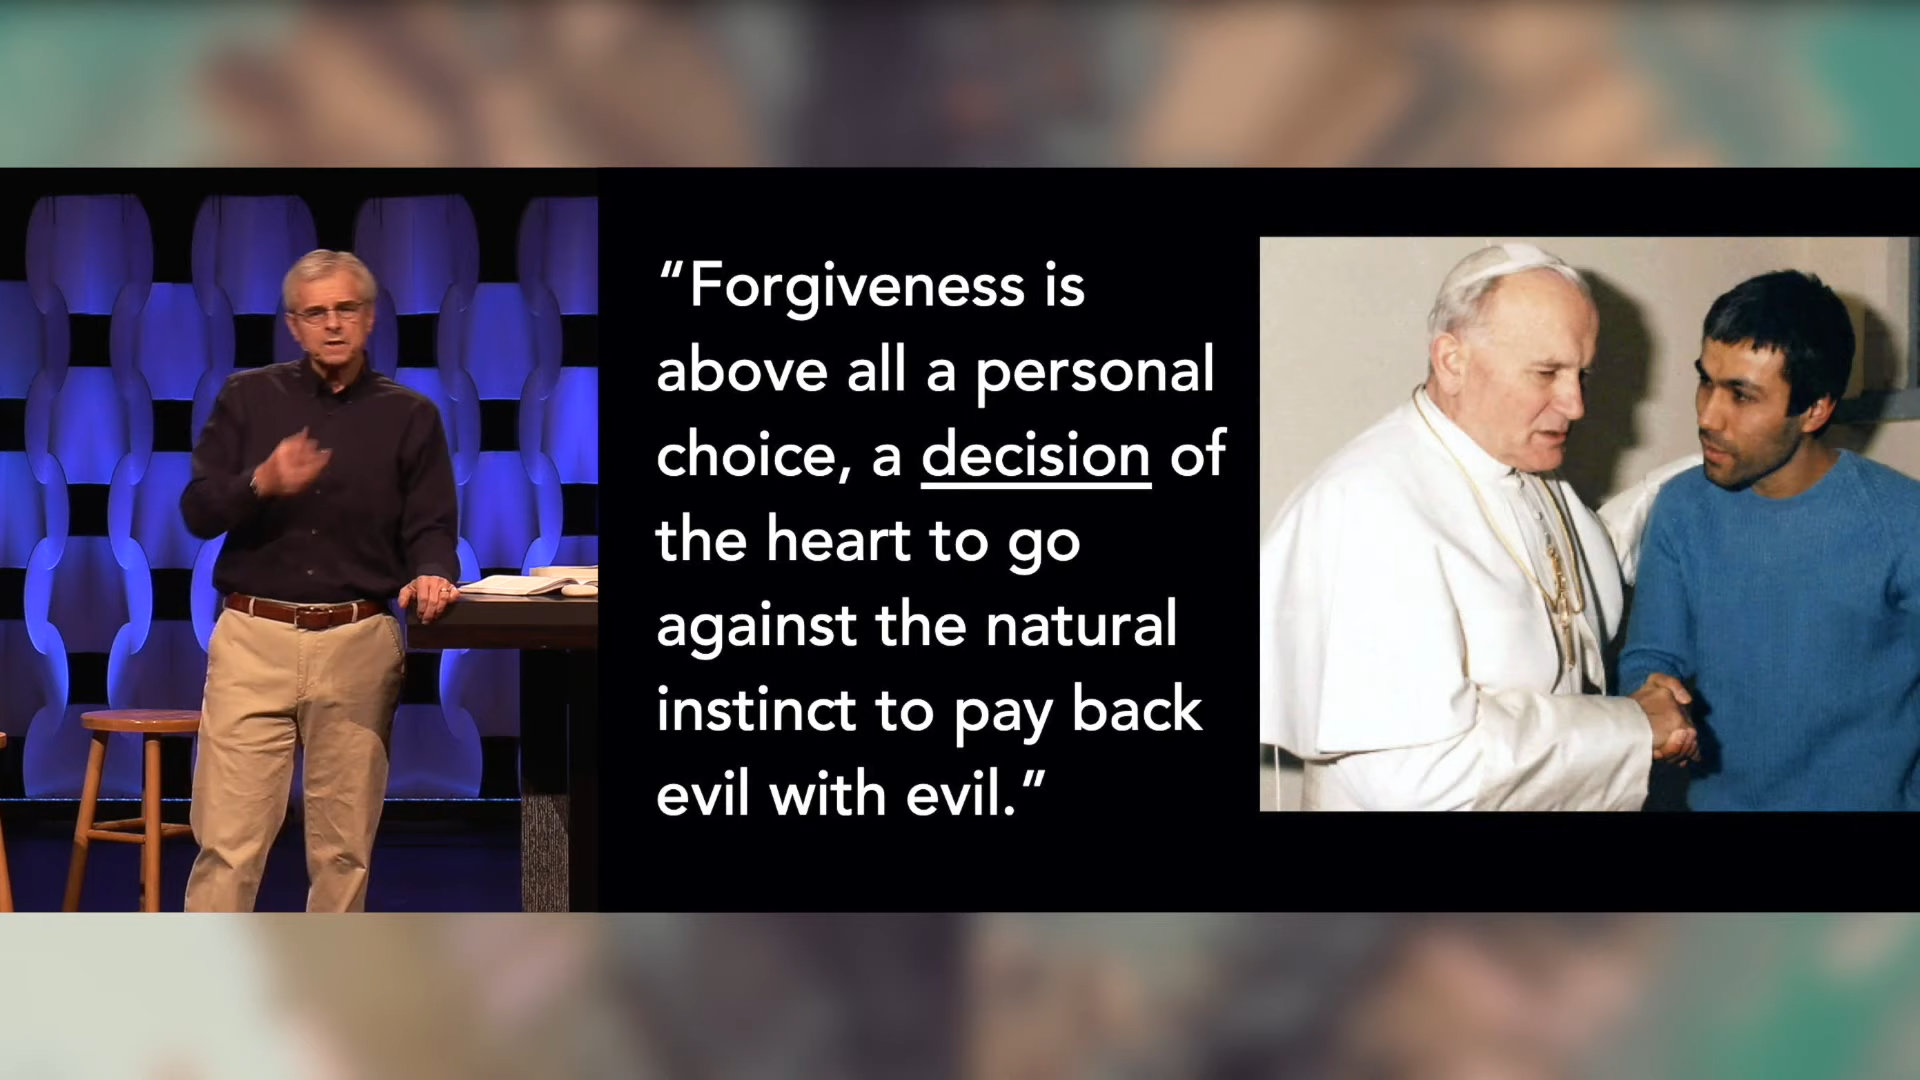 “Forgiveness is
above all a personal
choice, a decision of
the heart to go
against the natural
instinct to pay back
evil with evil.”